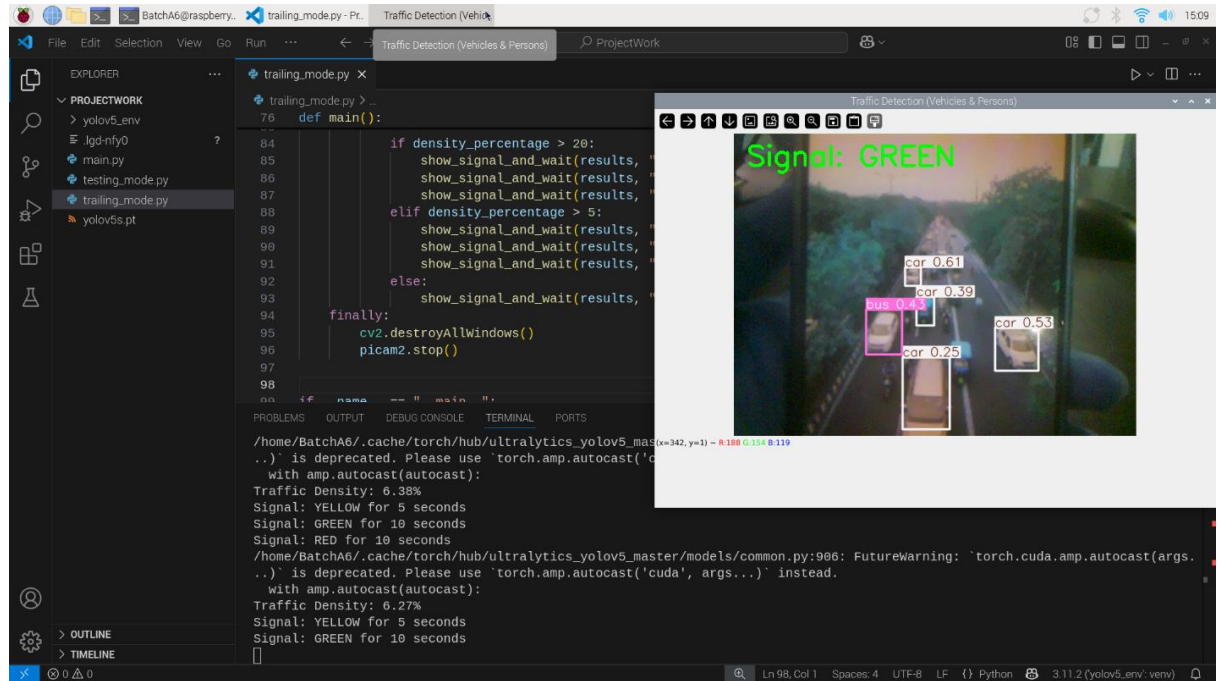 BatchA6@raspberry..
trailing_mode.py - Pr..
Traffic Detection (Vehic
15:09
File Edit Selection View Go Run ...
Traffic Detection (Vehicles & Persons)
ProjectWork
EXPLORER ...
trailing_mode.py
PROJECTWORK
yolov5_env
.lgd-nfy0 ?
main.py
testing_mode.py
trailing_mode.py
yolov5s.pt
trailing_mode.py > ...
76 def main():
84 if density_percentage > 20:
85 show_signal_and_wait(results, "
86 show_signal_and_wait(results, "
87 show_signal_and_wait(results, "
88 elif density_percentage > 5:
89 show_signal_and_wait(results, "
90 show_signal_and_wait(results, "
91 show_signal_and_wait(results, "
92 else:
93 show_signal_and_wait(results, "
94 finally:
95 cv2.destroyAllWindows()
96 picam2.stop()
97
98
99 if __name__ == "__main__":
Traffic Detection (Vehicles & Persons)
Signal: GREEN
car 0.61
car 0.39
bus 0.43
car 0.53
car 0.25
(x=342, y=1) ~ R:188 G:154 B:119
PROBLEMS OUTPUT DEBUG CONSOLE TERMINAL PORTS
/home/BatchA6/.cache/torch/hub/ultralytics_yolov5_mas
..)` is deprecated. Please use `torch.amp.autocast('c
with amp.autocast(autocast):
Traffic Density: 6.38%
Signal: YELLOW for 5 seconds
Signal: GREEN for 10 seconds
Signal: RED for 10 seconds
/home/BatchA6/.cache/torch/hub/ultralytics_yolov5_master/models/common.py:906: FutureWarning: `torch.cuda.amp.autocast(args.
..)` is deprecated. Please use `torch.amp.autocast('cuda', args...)` instead.
with amp.autocast(autocast):
Traffic Density: 6.27%
Signal: YELLOW for 5 seconds
Signal: GREEN for 10 seconds
OUTLINE
TIMELINE
0 0
Ln 98, Col 1 Spaces: 4 UTF-8 LF {} Python 3.11.2 ('yolov5_env': venv)